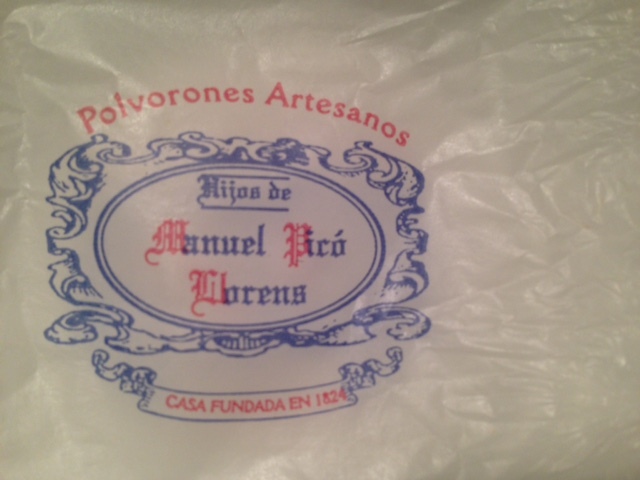 Polvorones Artesanos
Hijos de
Manuel Picó
Llorens
CASA FUNDADA EN 1824